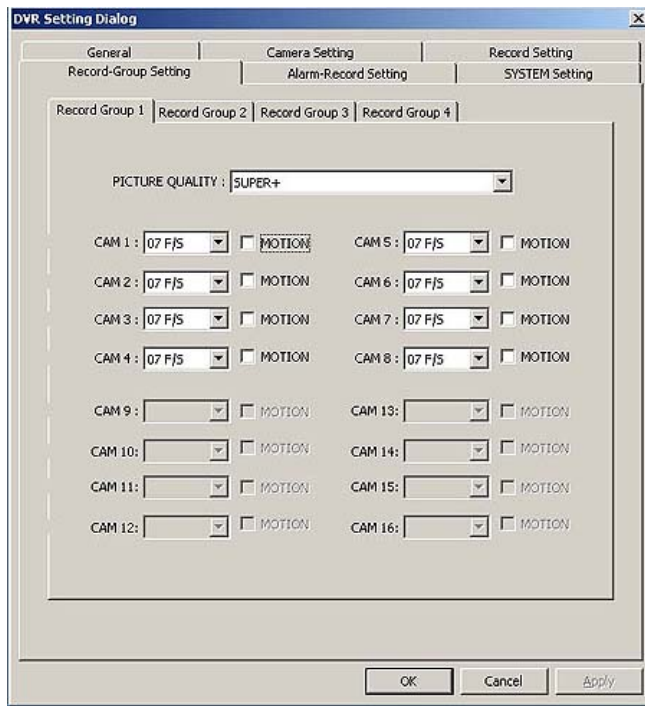 DVR Setting Dialog
General Camera Setting Record Setting
Record-Group Setting Alarm-Record Setting SYSTEM Setting
Record Group 1 Record Group 2 Record Group 3 Record Group 4
PICTURE QUALITY : SUPER+
CAM 1 : 07 F/S MOTION CAM 5 : 07 F/S MOTION
CAM 2 : 07 F/S MOTION CAM 6 : 07 F/S MOTION
CAM 3 : 07 F/S MOTION CAM 7 : 07 F/S MOTION
CAM 4 : 07 F/S MOTION CAM 8 : 07 F/S MOTION
CAM 9 : MOTION CAM 13: MOTION
CAM 10: MOTION CAM 14: MOTION
CAM 11: MOTION CAM 15: MOTION
CAM 12: MOTION CAM 16: MOTION
OK Cancel Apply